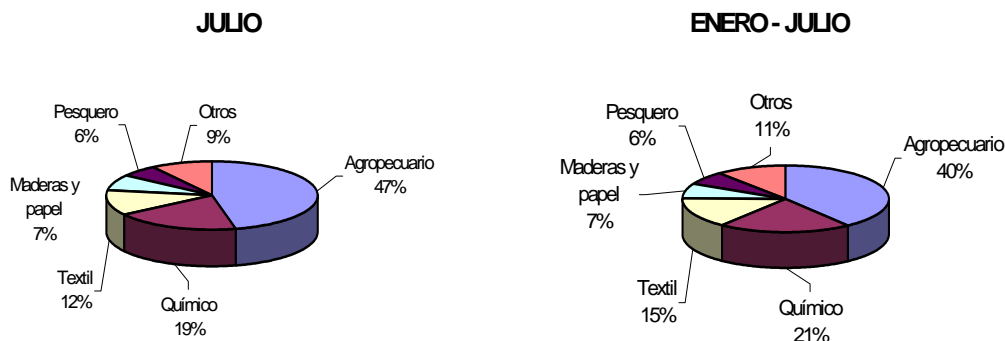 JULIO
Pesquero
6%
Otros
9%
Agropecuario
47%
Maderas y
papel
7%
Textil
12%
Químico
19%
ENERO - JULIO
Pesquero
6%
Otros
11%
Agropecuario
40%
Maderas y
papel
7%
Textil
15%
Químico
21%